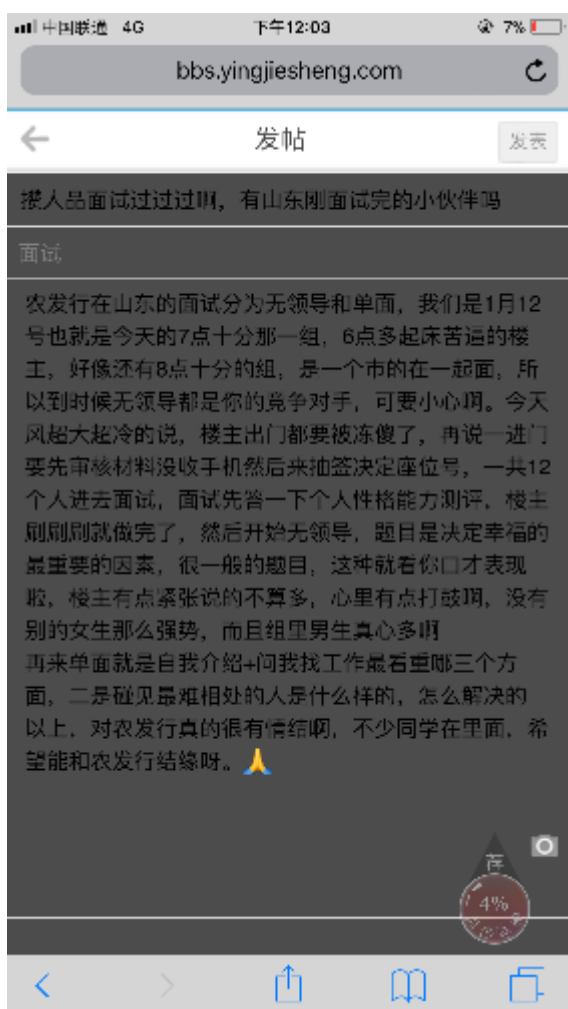 中国联通 4G 下午12:03 7%
bbs.yingjiesheng.com
发帖 发表
攒人品面试过过过啊，有山东刚面试完的小伙伴吗
面试
农发行在山东的面试分为无领导和单面，我们是1月12
号也就是今天的7点十分那一组，6点多起床苦逼的楼
主，好像还有8点十分的组，是一个市的在一起面，所
以到时候无领导都是你的竞争对手，可要小心啊。今天
风超大超冷的说，楼主出门都要被冻傻了，再说一进门
要先审核材料没收手机然后来抽签决定座位号，一共12
个人进去面试，面试先答一下个人性格能力测评，楼主
刷刷刷就做完了，然后开始无领导，题目是决定幸福的
最重要的因素，很一般的题目，这种就看你口才表现
啦，楼主有点紧张说的不算多，心里有点打鼓啊，没有
别的女生那么强势，而且组里男生真心多啊
再来单面就是自我介绍+问我找工作最看重哪三个方
面，二是碰见最难相处的人是什么样的，怎么解决的
以上，对农发行真的很有情结啊，不少同学在里面，希
望能和农发行结缘呀。🙏
荐
4%